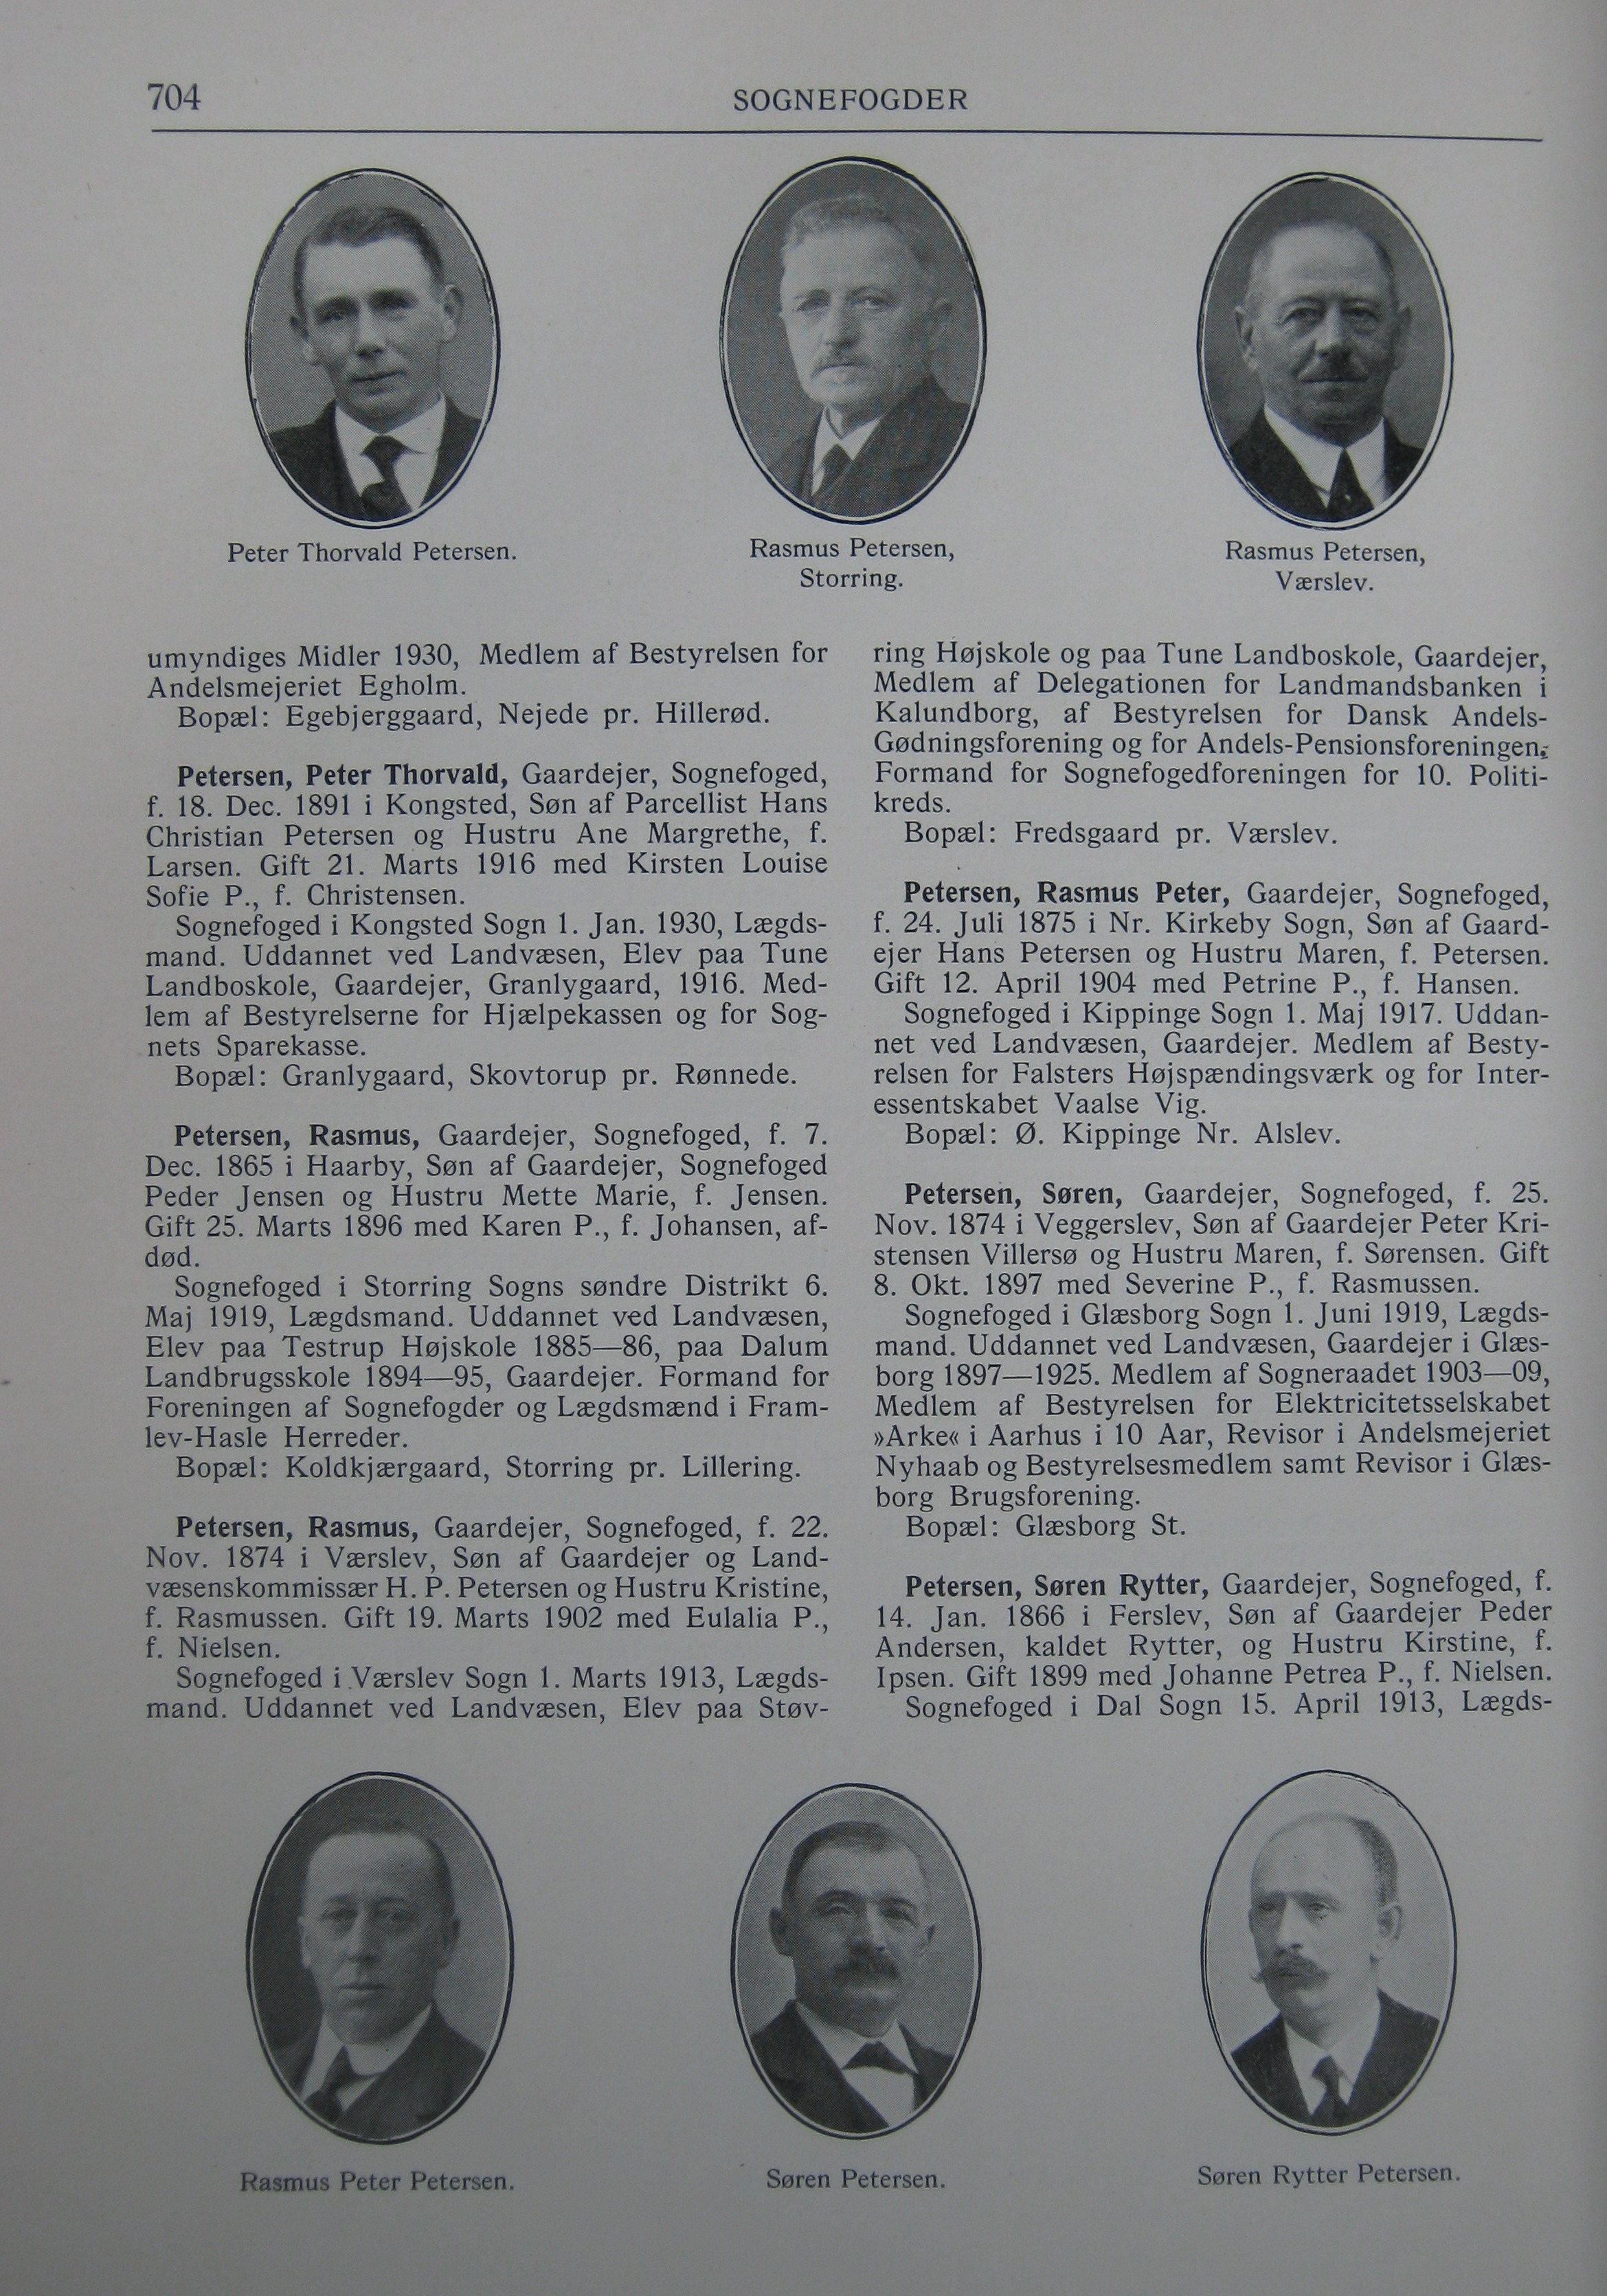 704
SOGNEFOGDER
Peter Thorvald Petersen.
Rasmus Petersen,
Storring.
Rasmus Petersen,
Værslev.
umyndiges Midler 1930, Medlem af Bestyrelsen for
Andelsmejeriet Egholm.
Bopæl: Egebjerggaard, Nejede pr. Hillerød.
Petersen, Peter Thorvald, Gaardejer, Sognefoged,
f. 18. Dec. 1891 i Kongsted, Søn af Parcellist Hans
Christian Petersen og Hustru Ane Margrethe, f.
Larsen. Gift 21. Marts 1916 med Kirsten Louise
Sofie P., f. Christensen.
Sognefoged i Kongsted Sogn 1. Jan. 1930, Lægds-
mand. Uddannet ved Landvæsen, Elev paa Tune
Landboskole, Gaardejer, Granlygaard, 1916. Med-
lem af Bestyrelserne for Hjælpekassen og for Sog-
nets Sparekasse.
Bopæl: Granlygaard, Skovtorup pr. Rønnede.
Petersen, Rasmus, Gaardejer, Sognefoged, f. 7.
Dec. 1865 i Haarby, Søn af Gaardejer, Sognefoged
Peder Jensen og Hustru Mette Marie, f. Jensen.
Gift 25. Marts 1896 med Karen P., f. Johansen, af-
død.
Sognefoged i Storring Sogns søndre Distrikt 6.
Maj 1919, Lægdsmand. Uddannet ved Landvæsen,
Elev paa Testrup Højskole 1885—86, paa Dalum
Landbrugsskole 1894—95, Gaardejer. Formand for
Foreningen af Sognefogder og Lægdsmænd i Fram-
lev-Hasle Herreder.
Bopæl: Koldkjærgaard, Storring pr. Lillering.
Petersen, Rasmus, Gaardejer, Sognefoged, f. 22.
Nov. 1874 i Værslev, Søn af Gaardejer og Land-
væsenskommissær H. P. Petersen og Hustru Kristine,
f. Rasmussen. Gift 19. Marts 1902 med Eulalia P.,
f. Nielsen.
Sognefoged i Værslev Sogn 1. Marts 1913, Lægds-
mand. Uddannet ved Landvæsen, Elev paa Støv-
ring Højskole og paa Tune Landboskole, Gaardejer,
Medlem af Delegationen for Landmandsbanken i
Kalundborg, af Bestyrelsen for Dansk Andels-
Gødningsforening og for Andels-Pensionsforeningen,
Formand for Sognefogedforeningen for 10. Politi-
kreds.
Bopæl: Fredsgaard pr. Værslev.
Petersen, Rasmus Peter, Gaardejer, Sognefoged,
f. 24. Juli 1875 i Nr. Kirkeby Sogn, Søn af Gaard-
ejer Hans Petersen og Hustru Maren, f. Petersen.
Gift 12. April 1904 med Petrine P., f. Hansen.
Sognefoged i Kippinge Sogn 1. Maj 1917. Uddan-
net ved Landvæsen, Gaardejer. Medlem af Besty-
relsen for Falsters Højspændingsværk og for Inter-
essentskabet Vaalse Vig.
Bopæl: Ø. Kippinge Nr. Alslev.
Petersen, Søren, Gaardejer, Sognefoged, f. 25.
Nov. 1874 i Veggerslev, Søn af Gaardejer Peter Kri-
stensen Villersø og Hustru Maren, f. Sørensen. Gift
8. Okt. 1897 med Severine P., f. Rasmussen.
Sognefoged i Glæsborg Sogn 1. Juni 1919, Lægds-
mand. Uddannet ved Landvæsen, Gaardejer i Glæs-
borg 1897—1925. Medlem af Sogneraadet 1903—09,
Medlem af Bestyrelsen for Elektricitetsselskabet
»Arke« i Aarhus i 10 Aar, Revisor i Andelsmejeriet
Nyhaab og Bestyrelsesmedlem samt Revisor i Glæs-
borg Brugsforening.
Bopæl: Glæsborg St.
Petersen, Søren Rytter, Gaardejer, Sognefoged, f.
14. Jan. 1866 i Ferslev, Søn af Gaardejer Peder
Andersen, kaldet Rytter, og Hustru Kirstine, f.
Ipsen. Gift 1899 med Johanne Petrea P., f. Nielsen.
Sognefoged i Dal Sogn 15. April 1913, Lægds-
Rasmus Peter Petersen.
Søren Petersen.
Søren Rytter Petersen.